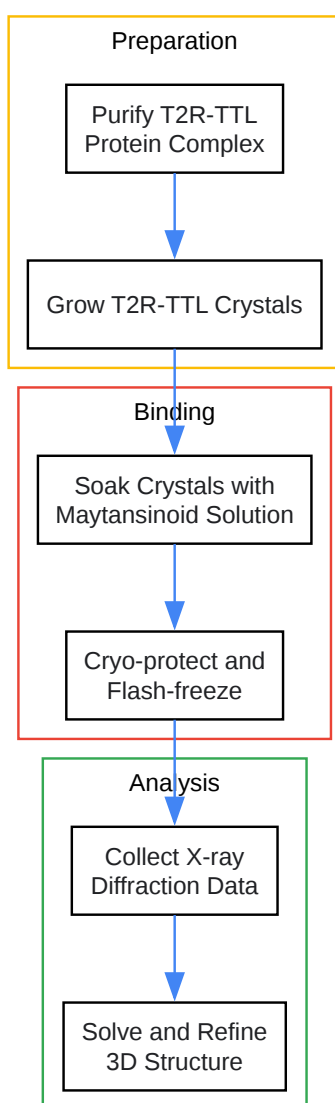 Preparation
Purify T2R-TTL
Protein Complex
Grow T2R-TTL Crystals
Binding
Soak Crystals with
Maytansinoid Solution
Cryo-protect and
Flash-freeze
Analysis
Collect X-ray
Diffraction Data
Solve and Refine
3D Structure